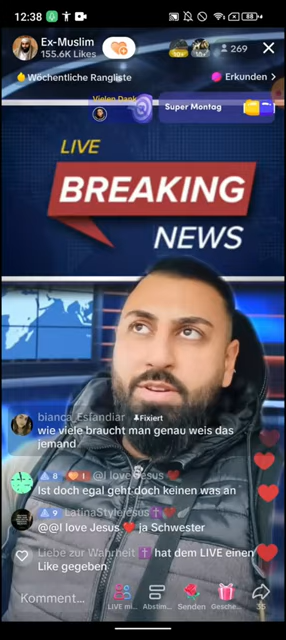 12:38
88
Ex-Muslim
155.6K Likes
10+
269
Wöchentliche Rangliste
Erkunden >
Vielen Dank
Super Montag
LIVE
BREAKING
NEWS
bianca_Esfandiar Fixiert
wie viele braucht man genau weis das
jemand
8 1 @I love Jesus ❤️
Ist doch egal geht doch keinen was an
9 LatinaStyleJesus ✝️ ❤️
@@I love Jesus ❤️ ja Schwester
Liebe zur Wahrheit ✝️ hat dem LIVE einen
Like gegeben
Komment...
LIVE mi... Abstim... Senden Gesche... 35